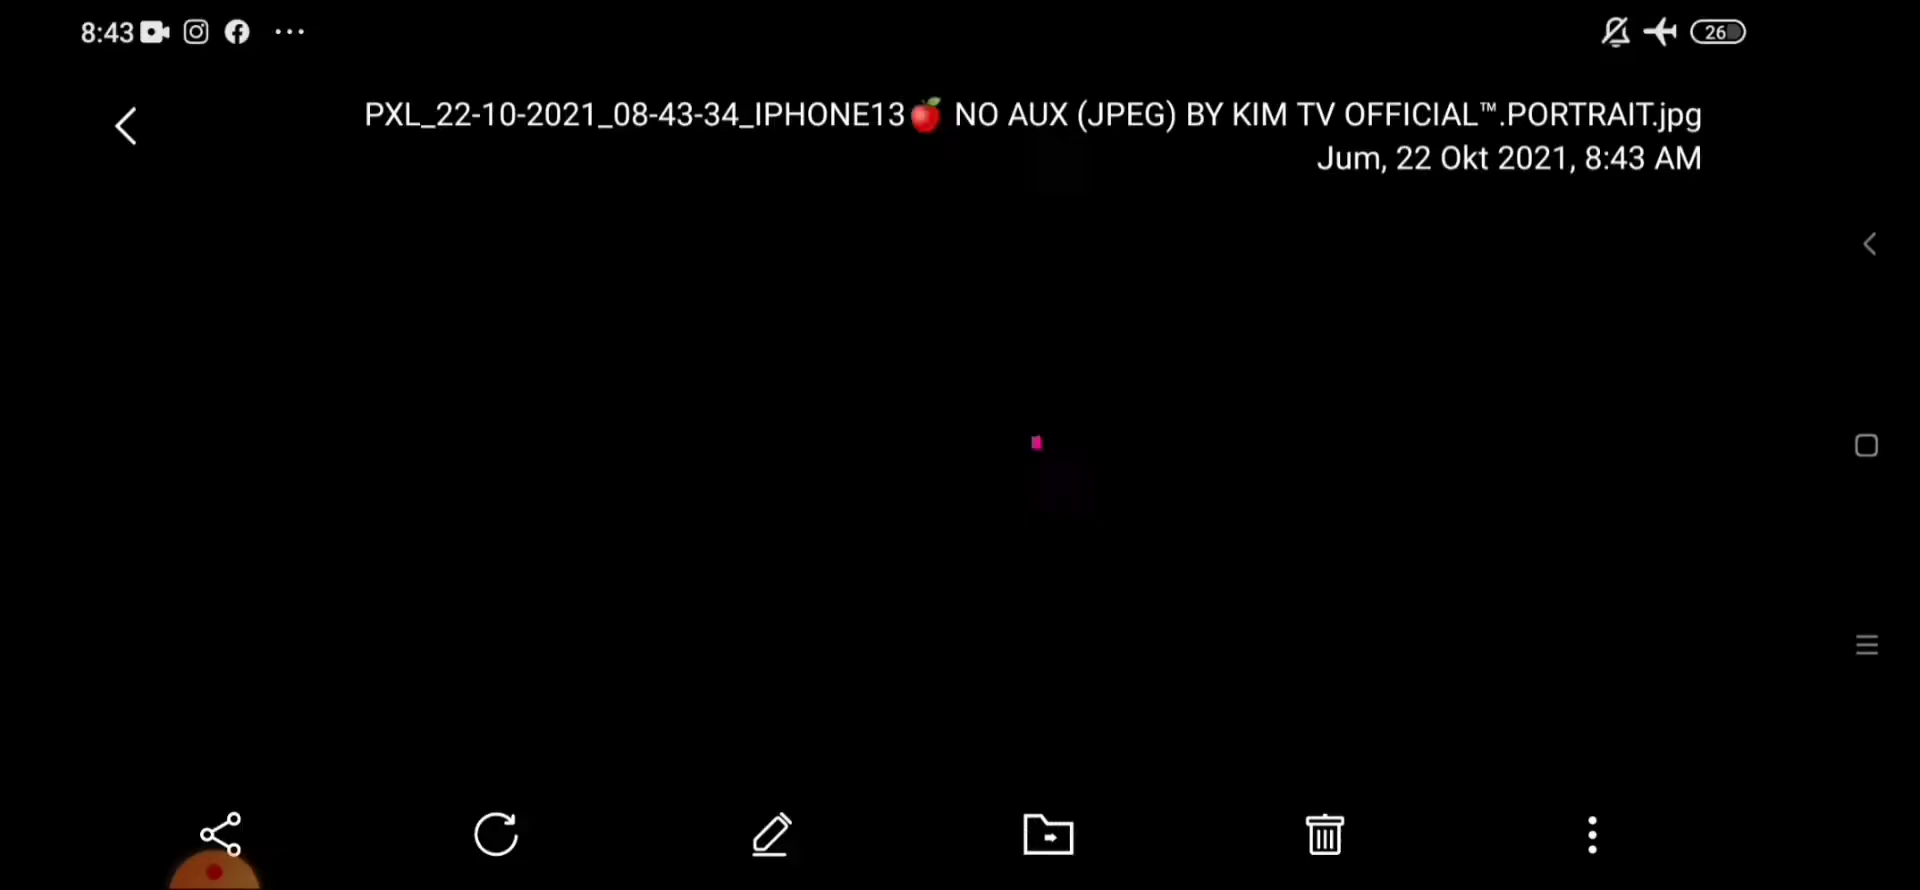 8:43
26
PXL_22-10-2021_08-43-34_IPHONE13🍎 NO AUX (JPEG) BY KIM TV OFFICIAL™.PORTRAIT.jpg
Jum, 22 Okt 2021, 8:43 AM